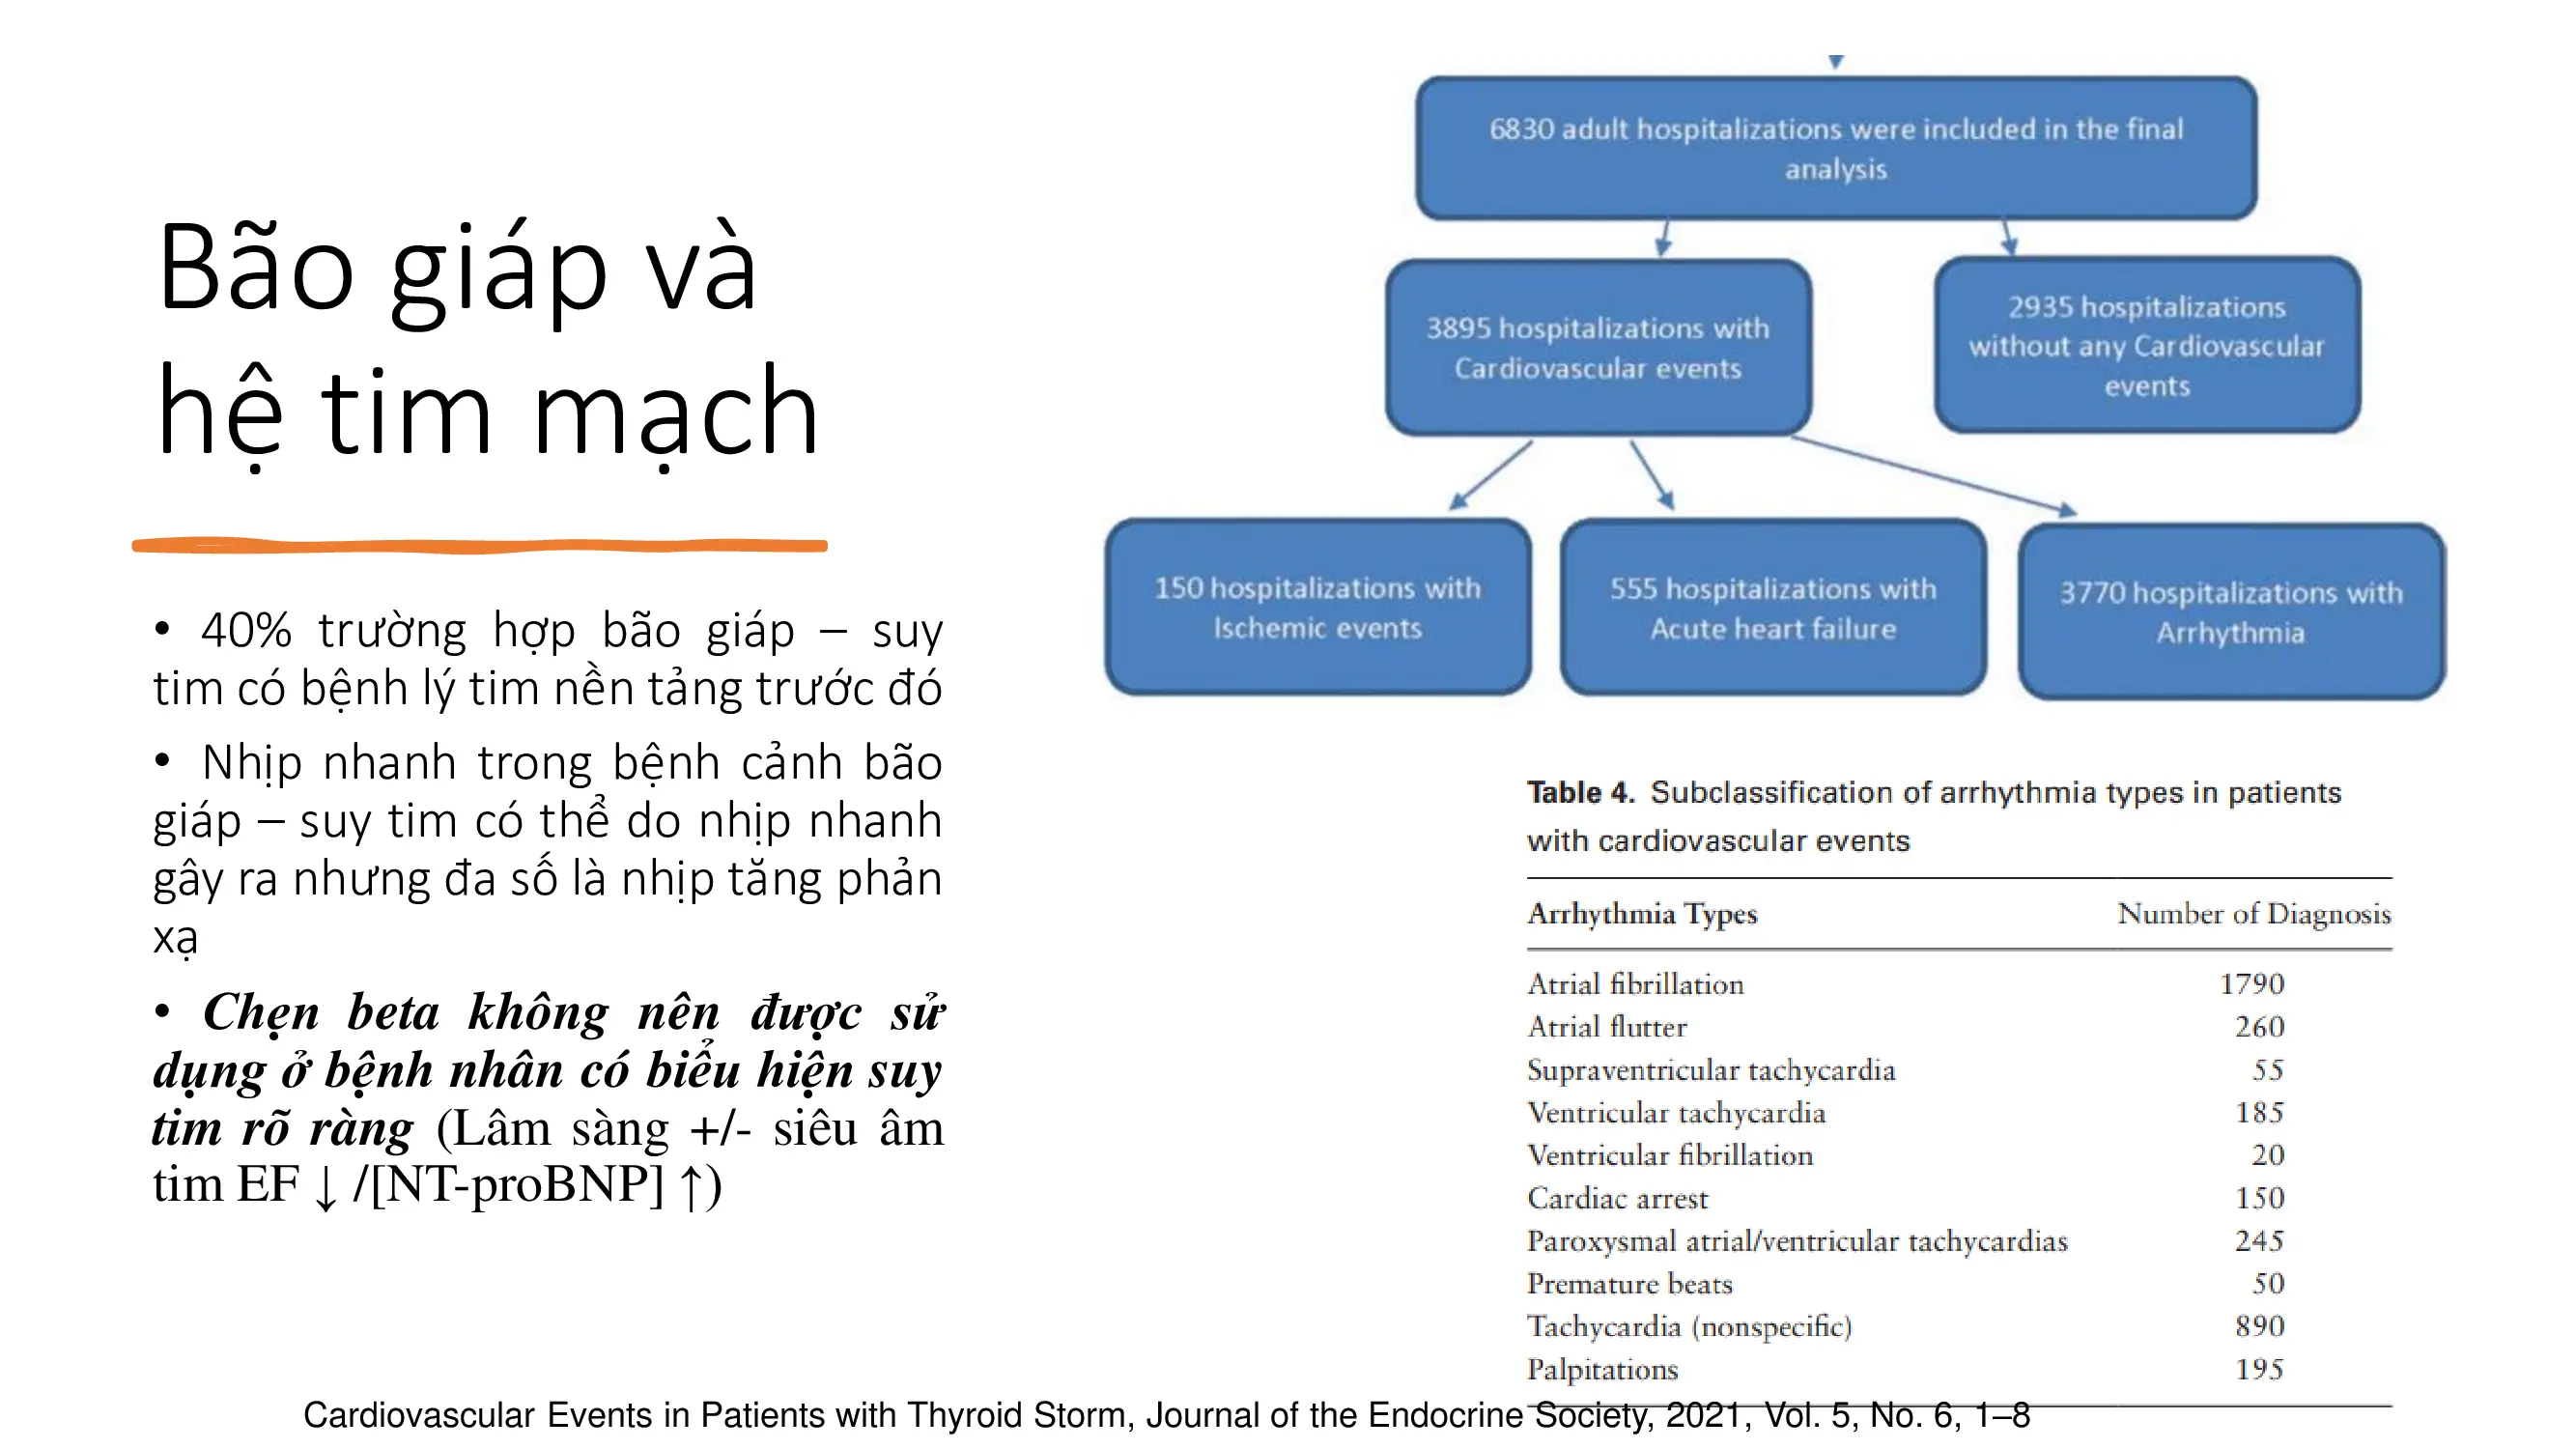 Bão giáp và
hệ tim mạch
• 40% trường hợp bão giáp – suy
tim có bệnh lý tim nền tảng trước đó
• Nhịp nhanh trong bệnh cảnh bão
giáp – suy tim có thể do nhịp nhanh
gây ra nhưng đa số là nhịp tăng phản
xạ
• Chẹn beta không nên được sử
dụng ở bệnh nhân có biểu hiện suy
tim rõ ràng (Lâm sàng +/- siêu âm
tim EF ↓ /[NT-proBNP] ↑)
6830 adult hospitalizations were included in the final
analysis
3895 hospitalizations with
Cardiovascular events
2935 hospitalizations
without any Cardiovascular
events
150 hospitalizations with
Ischemic events
555 hospitalizations with
Acute heart failure
3770 hospitalizations with
Arrhythmia
Table 4. Subclassification of arrhythmia types in patients
with cardiovascular events
Arrhythmia Types Number of Diagnosis
Atrial fibrillation 1790
Atrial flutter 260
Supraventricular tachycardia 55
Ventricular tachycardia 185
Ventricular fibrillation 20
Cardiac arrest 150
Paroxysmal atrial/ventricular tachycardias 245
Premature beats 50
Tachycardia (nonspecific) 890
Palpitations 195
Cardiovascular Events in Patients with Thyroid Storm, Journal of the Endocrine Society, 2021, Vol. 5, No. 6, 1–8